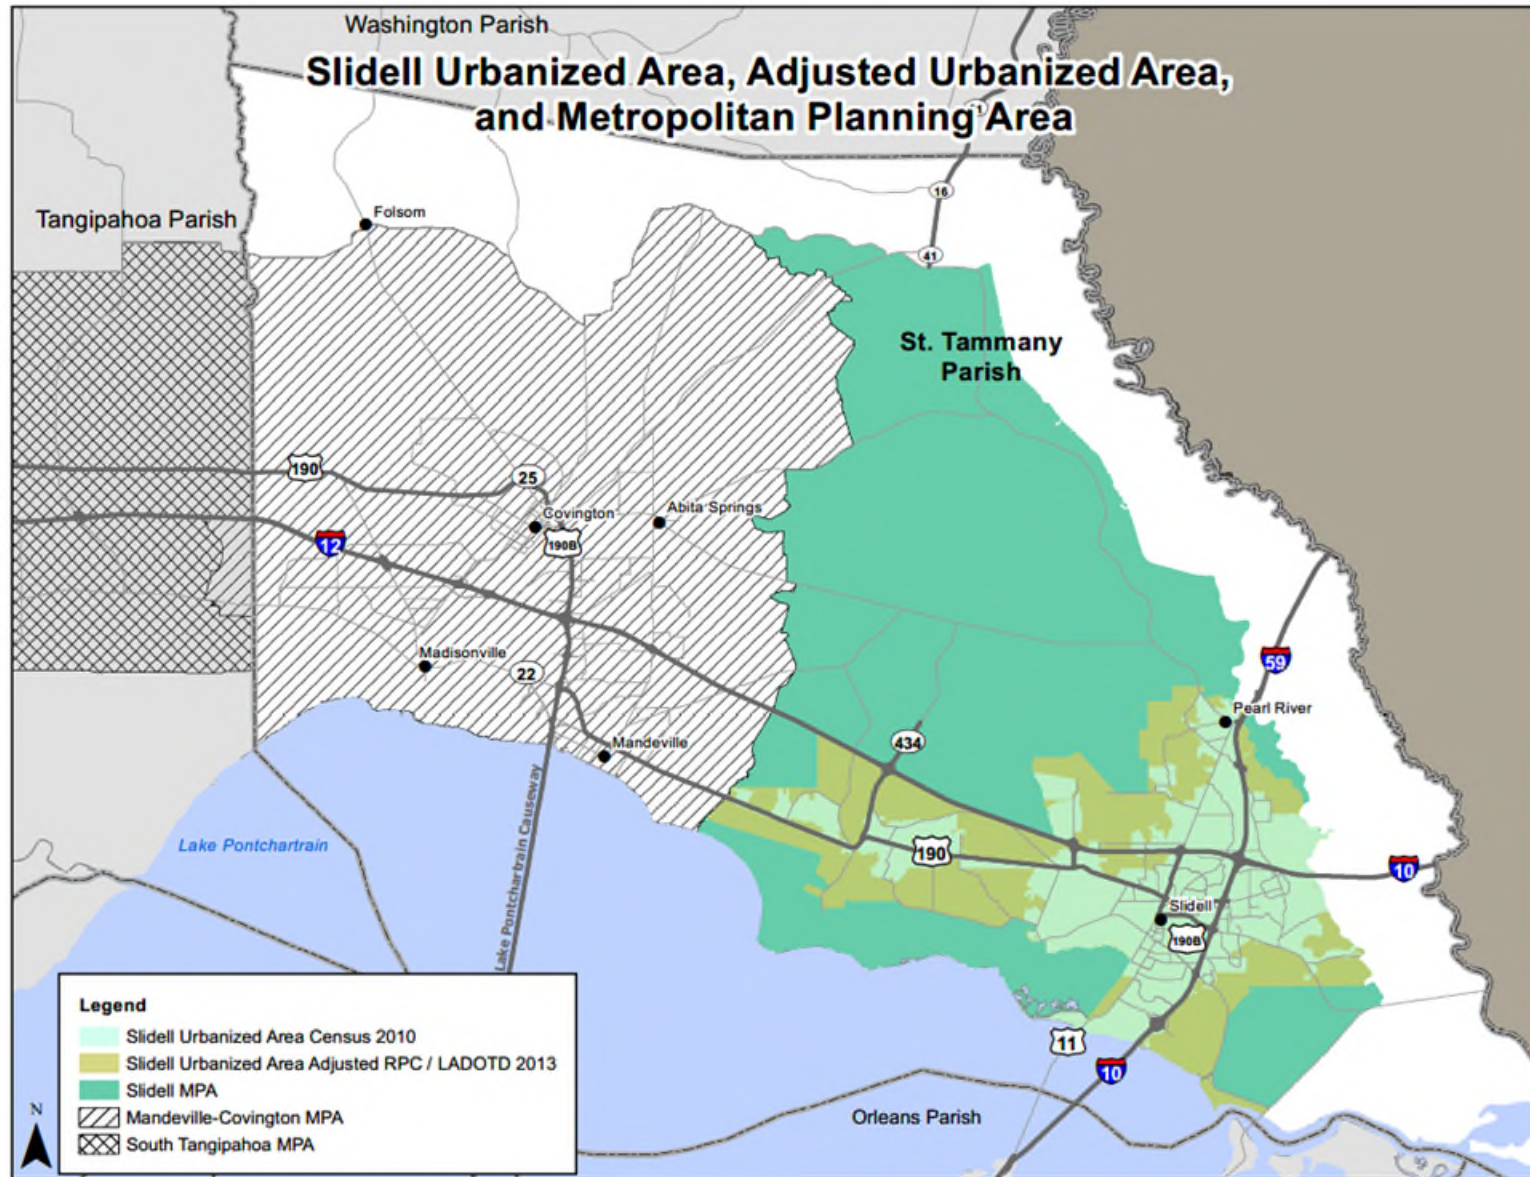 Washington Parish
Slidell Urbanized Area, Adjusted Urbanized Area,
and Metropolitan Planning Area
16
Folsom
Tangipahoa Parish
41
St. Tammany
Parish
190
25
Covington
Abita Springs
190B
12
Madisonville
22
59
Pearl River
Mandeville
434
Lake Pontchartrain Causeway
Lake Pontchartrain
190
10
Slidell
190B
Legend
Slidell Urbanized Area Census 2010
Slidell Urbanized Area Adjusted RPC / LADOTD 2013
Slidell MPA
Mandeville-Covington MPA
South Tangipahoa MPA
N
11
10
Orleans Parish